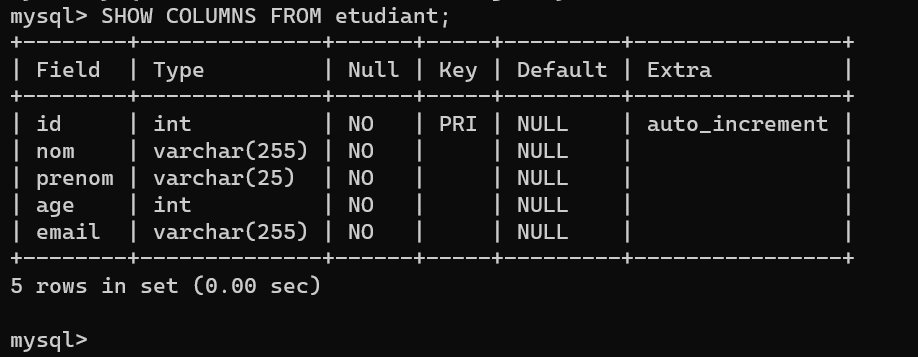 mysql> SHOW COLUMNS FROM etudiant;
+--------+--------------+------+-----+---------+----------------+
| Field  | Type         | Null | Key | Default | Extra          |
+--------+--------------+------+-----+---------+----------------+
| id     | int          | NO   | PRI | NULL    | auto_increment |
| nom    | varchar(255) | NO   |     | NULL    |                |
| prenom | varchar(25)  | NO   |     | NULL    |                |
| age    | int          | NO   |     | NULL    |                |
| email  | varchar(255) | NO   |     | NULL    |                |
+--------+--------------+------+-----+---------+----------------+
5 rows in set (0.00 sec)
mysql>